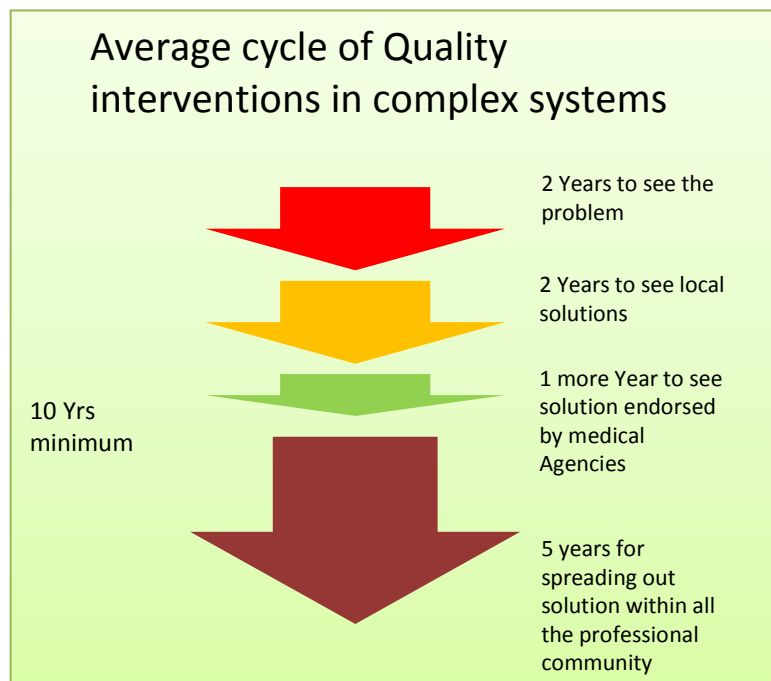 Average cycle of Quality
interventions in complex systems
2 Years to see the
problem
2 Years to see local
solutions
1 more Year to see
solution endorsed
by medical
Agencies
10 Yrs
minimum
5 years for
spreading out
solution within all
the professional
community